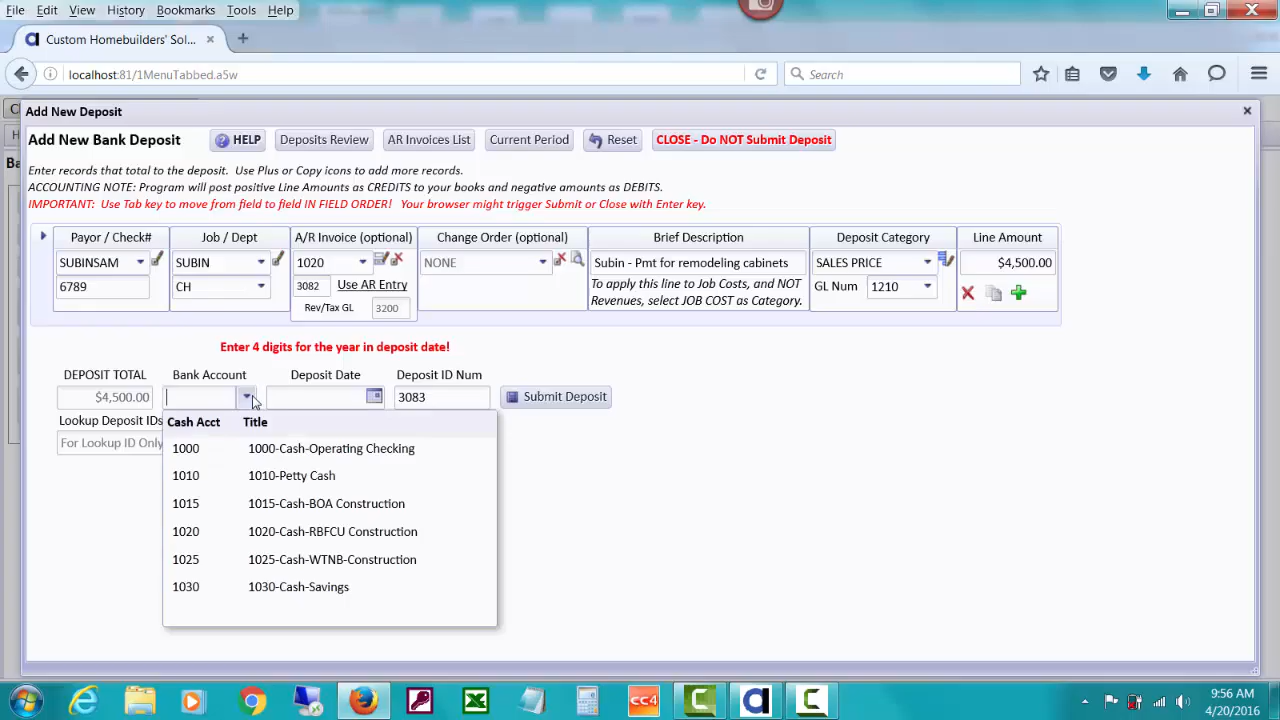 File Edit View History Bookmarks Tools Help
Custom Homebuilders' Sol...
localhost:81/1MenuTabbed.a5w
Search
Add New Deposit
Add New Bank Deposit HELP Deposits Review AR Invoices List Current Period Reset CLOSE - Do NOT Submit Deposit
Enter records that total to the deposit. Use Plus or Copy icons to add more records.
ACCOUNTING NOTE: Program will post positive Line Amounts as CREDITS to your books and negative amounts as DEBITS.
IMPORTANT: Use Tab key to move from field to field IN FIELD ORDER! Your browser might trigger Submit or Close with Enter key.
Payor / Check# Job / Dept A/R Invoice (optional) Change Order (optional) Brief Description Deposit Category Line Amount
SUBINSAM SUBIN 1020 NONE Subin - Pmt for remodeling cabinets SALES PRICE $4,500.00
6789 CH 3082 Use AR Entry To apply this line to Job Costs, and NOT GL Num 1210
Revenues, select JOB COST as Category.
Rev/Tax GL 3200
Enter 4 digits for the year in deposit date!
DEPOSIT TOTAL Bank Account Deposit Date Deposit ID Num
$4,500.00 3083 Submit Deposit
Lookup Deposit IDs
For Lookup ID Only
Cash Acct Title
1000 1000-Cash-Operating Checking
1010 1010-Petty Cash
1015 1015-Cash-BOA Construction
1020 1020-Cash-RBFCU Construction
1025 1025-Cash-WTNB-Construction
1030 1030-Cash-Savings
CC4
9:56 AM
4/20/2016